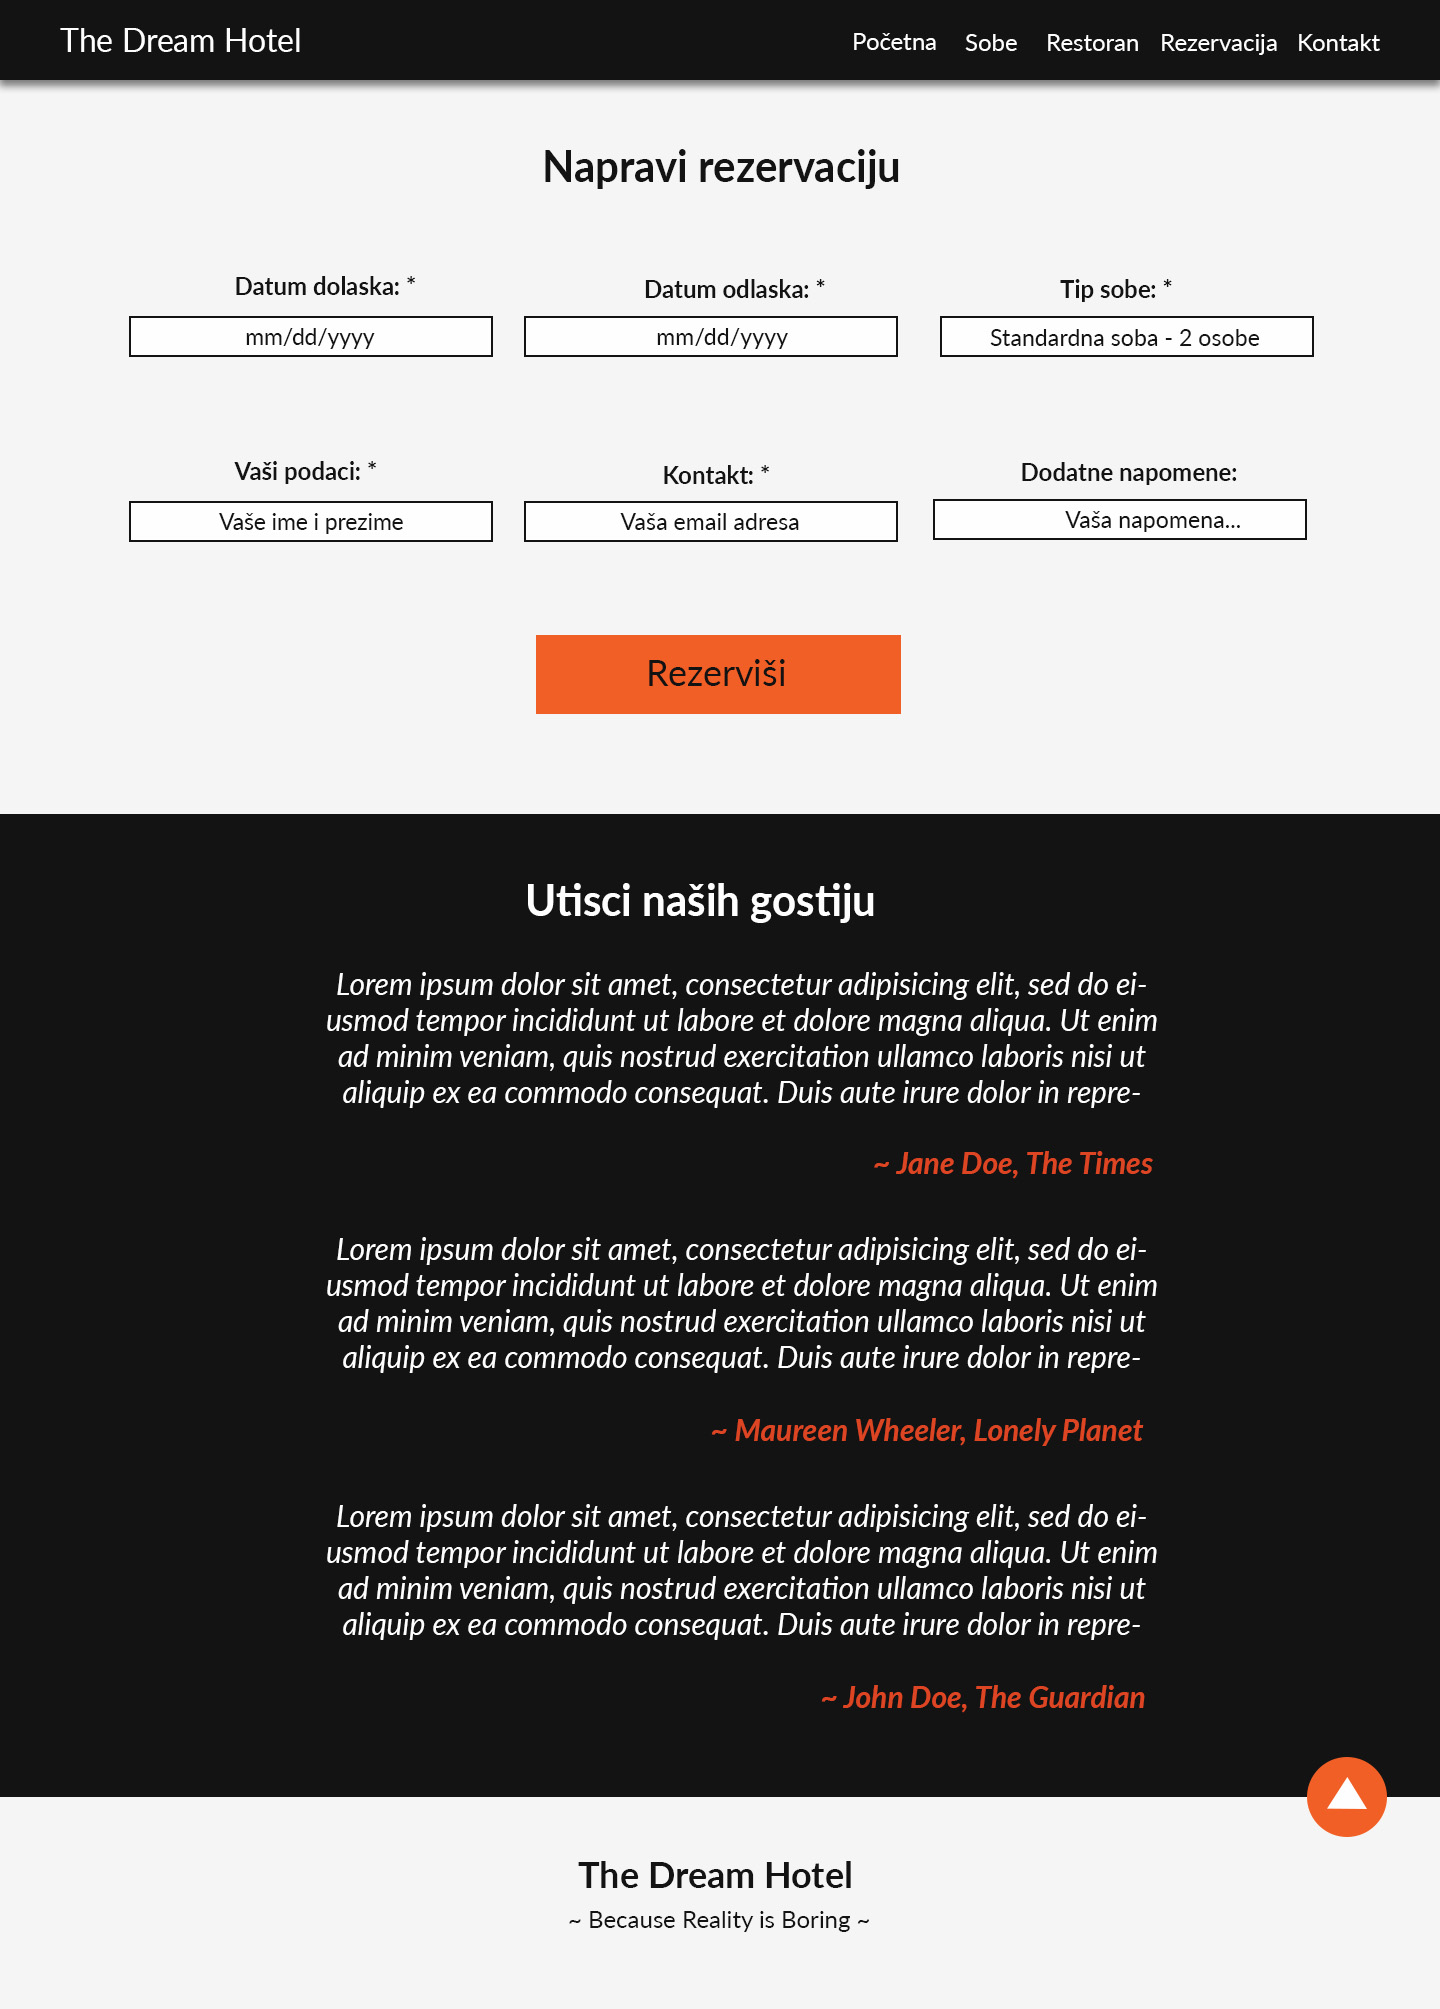 The Dream Hotel
Početna Sobe Restoran Rezervacija Kontakt
Napravi rezervaciju
Datum dolaska: * Datum odlaska: * Tip sobe: *
mm/dd/yyyy mm/dd/yyyy Standardna soba - 2 osobe
Vaši podaci: * Kontakt: * Dodatne napomene:
Vaše ime i prezime Vaša email adresa Vaša napomena...
Rezerviši
Utisci naših gostiju
Lorem ipsum dolor sit amet, consectetur adipisicing elit, sed do ei-
usmod tempor incididunt ut labore et dolore magna aliqua. Ut enim
ad minim veniam, quis nostrud exercitation ullamco laboris nisi ut
aliquip ex ea commodo consequat. Duis aute irure dolor in repre-
~ Jane Doe, The Times
Lorem ipsum dolor sit amet, consectetur adipisicing elit, sed do ei-
usmod tempor incididunt ut labore et dolore magna aliqua. Ut enim
ad minim veniam, quis nostrud exercitation ullamco laboris nisi ut
aliquip ex ea commodo consequat. Duis aute irure dolor in repre-
~ Maureen Wheeler, Lonely Planet
Lorem ipsum dolor sit amet, consectetur adipisicing elit, sed do ei-
usmod tempor incididunt ut labore et dolore magna aliqua. Ut enim
ad minim veniam, quis nostrud exercitation ullamco laboris nisi ut
aliquip ex ea commodo consequat. Duis aute irure dolor in repre-
~ John Doe, The Guardian
The Dream Hotel
~ Because Reality is Boring ~